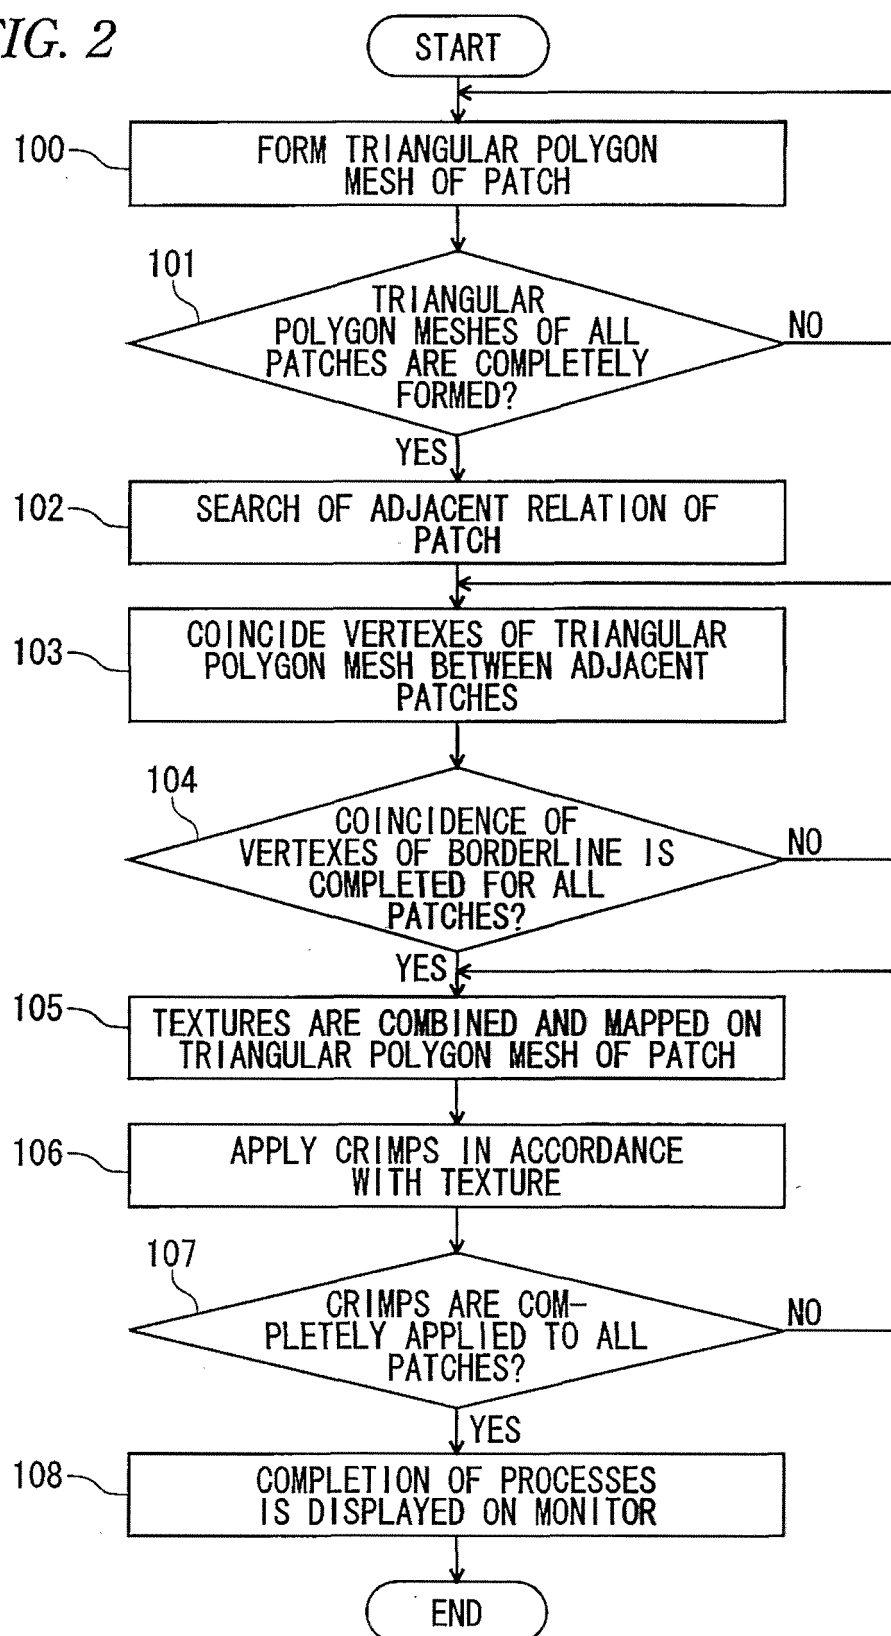 FIG. 2
START
100
FORM TRIANGULAR POLYGON
MESH OF PATCH
101
TRIANGULAR
POLYGON MESHES OF ALL
PATCHES ARE COMPLETELY
FORMED?
NO
YES
102
SEARCH OF ADJACENT RELATION OF
PATCH
103
COINCIDE VERTEXES OF TRIANGULAR
POLYGON MESH BETWEEN ADJACENT
PATCHES
104
COINCIDENCE OF
VERTEXES OF BORDERLINE IS
COMPLETED FOR ALL
PATCHES?
NO
YES
105
TEXTURES ARE COMBINED AND MAPPED ON
TRIANGULAR POLYGON MESH OF PATCH
106
APPLY CRIMPS IN ACCORDANCE
WITH TEXTURE
107
CRIMPS ARE COM-
PLETELY APPLIED TO ALL
PATCHES?
NO
YES
108
COMPLETION OF PROCESSES
IS DISPLAYED ON MONITOR
END